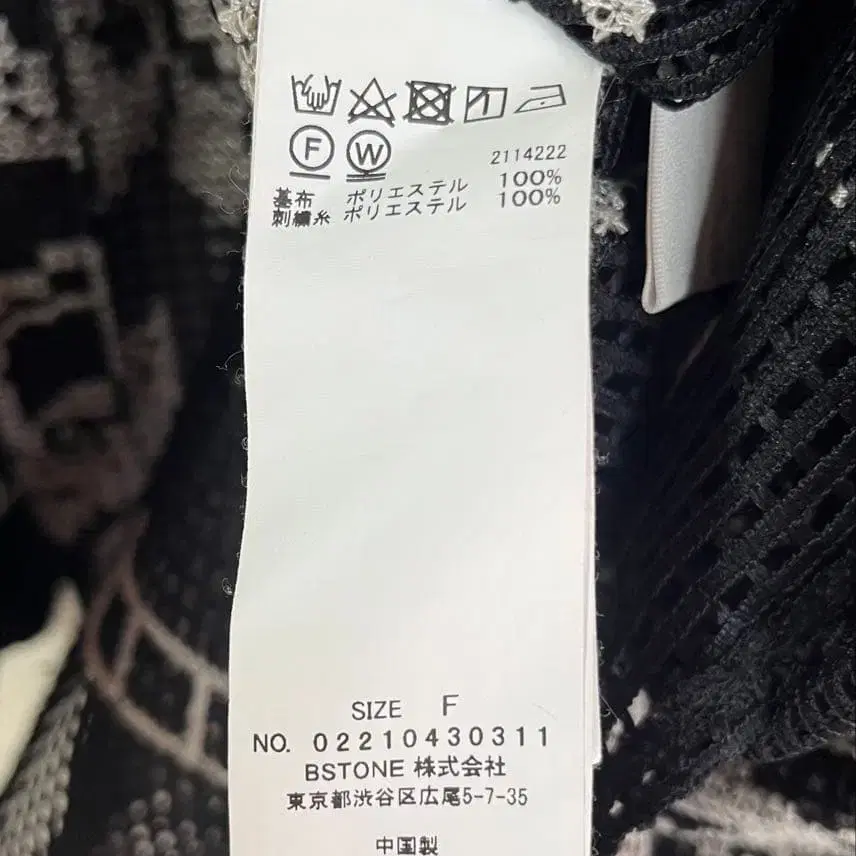 F W
2114222
基布 ポリエステル 100%
刺繍糸 ポリエステル 100%
SIZE F
NO. 02210430311
BSTONE 株式会社
東京都渋谷区広尾5-7-35
中国製